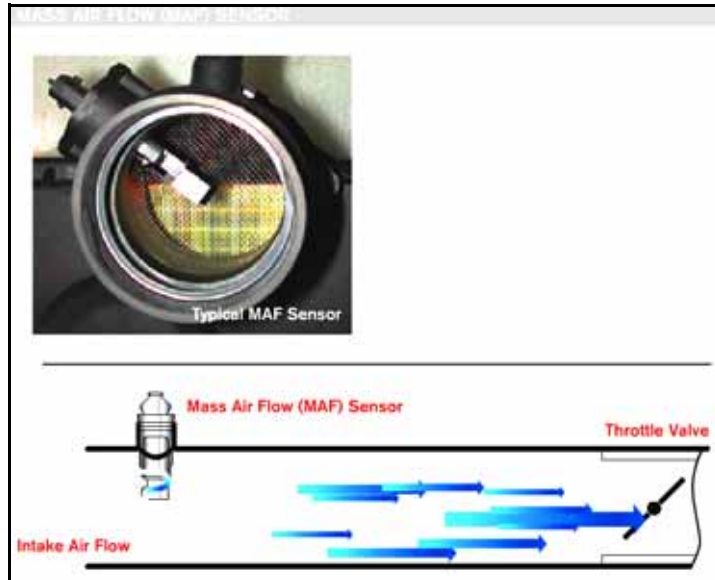 MASS AIR FLOW (MAF) SENSOR
Typical MAF Sensor
Mass Air Flow (MAF) Sensor
Throttle Valve
Intake Air Flow